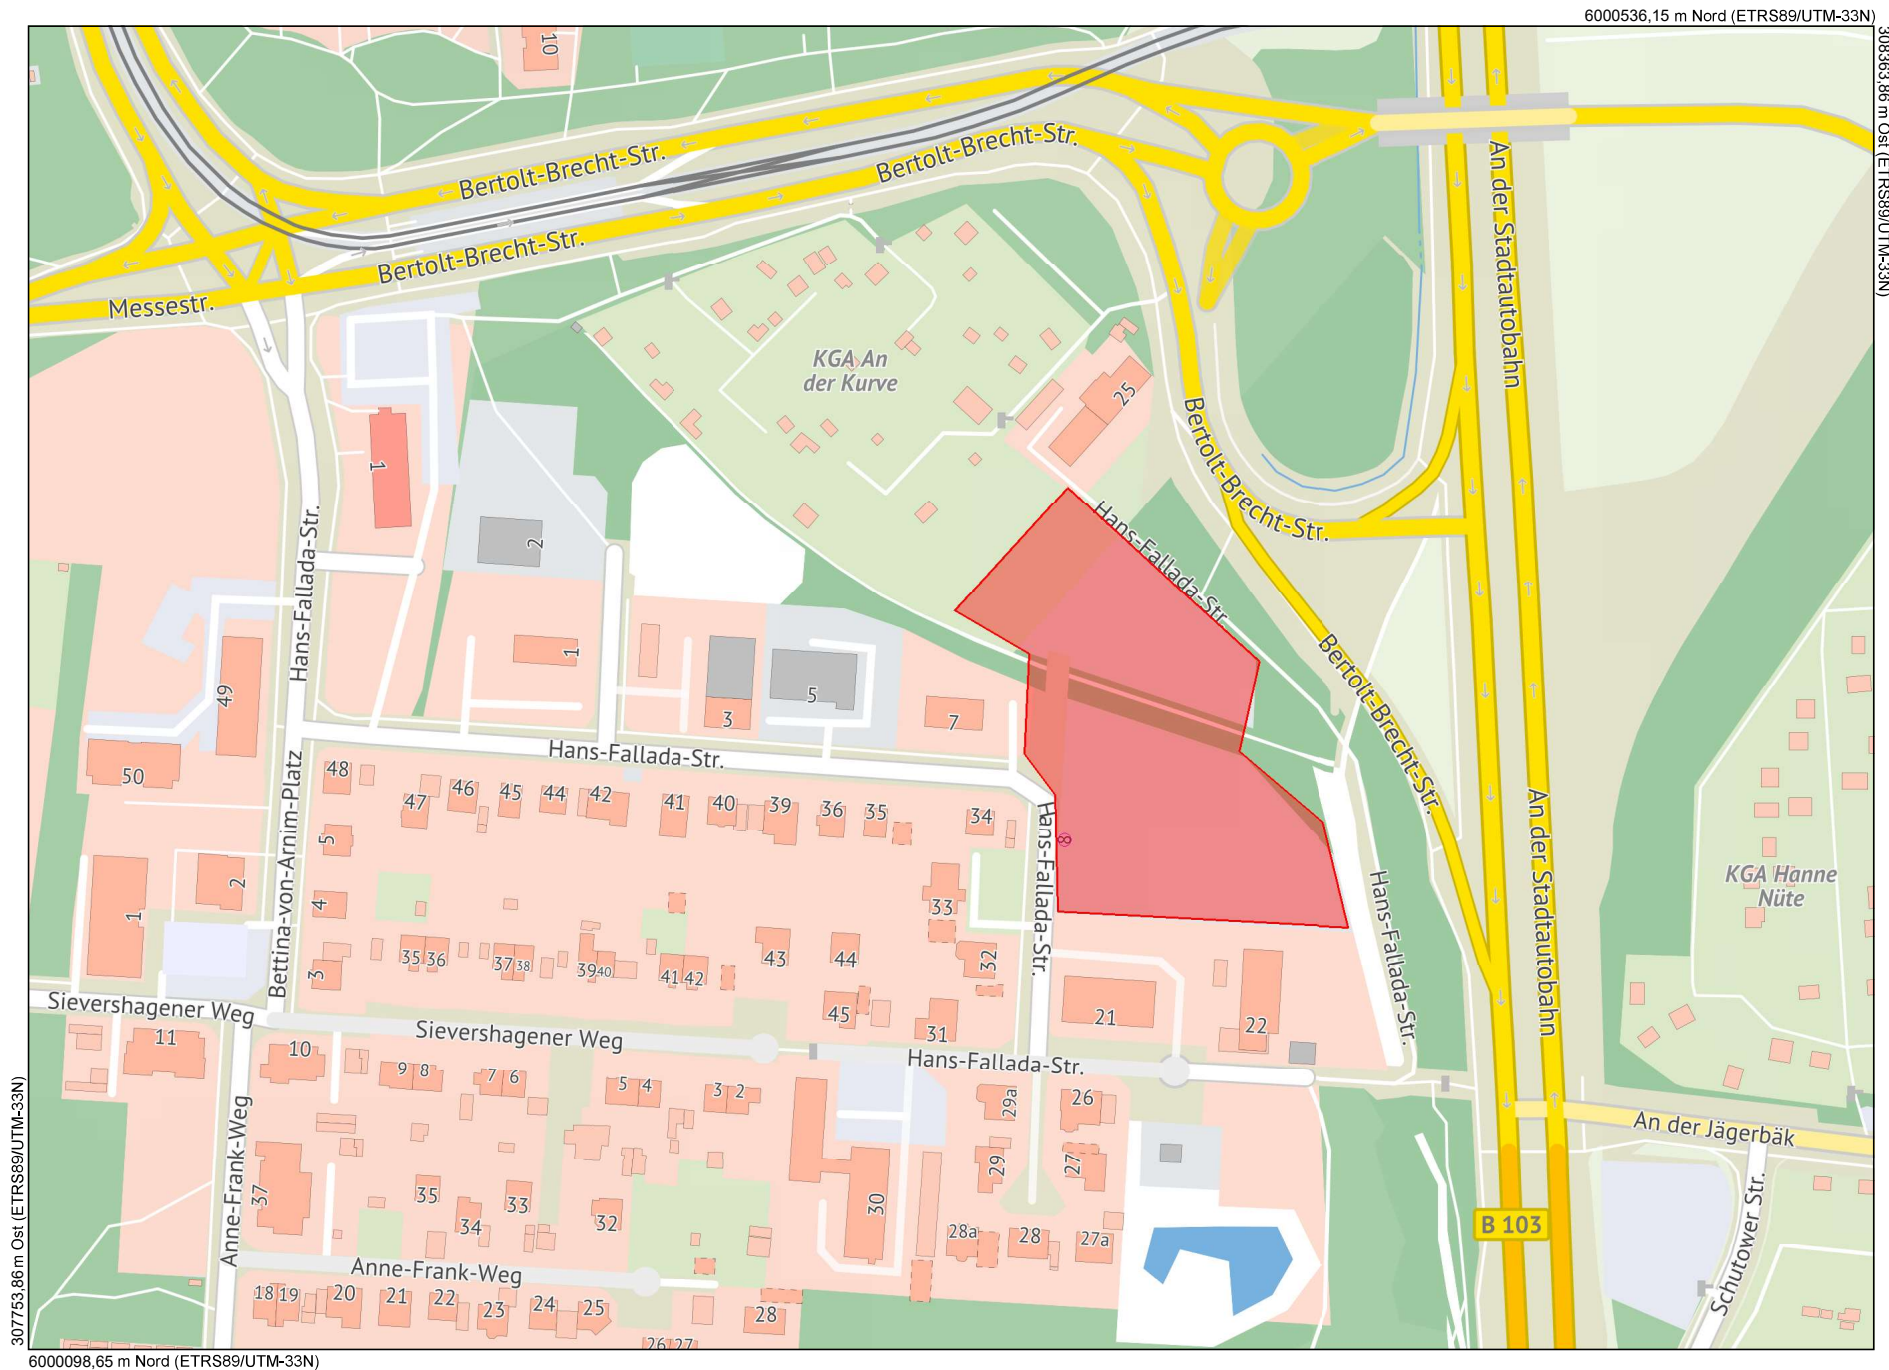 6000536,15 m Nord (ETRS89/UTM-33N)
308363,86 m Ost (ETRS89/UTM-33N)
10
Bertolt-Brecht-Str.
Bertolt-Brecht-Str.
Bertolt-Brecht-Str.
Messestr.
An der Stadtautobahn
KGA An
der Kurve
25
1
2
Bertolt-Brecht-Str.
Hans-Fallada-Str.
Hans-Fallada-Str.
49
1
3
5
7
Bertolt-Brecht-Str.
50
Hans-Fallada-Str.
48
47
46
45
44
42
41
40
39
36
35
34
Bettina-von-Arnim-Platz
5
4
3
1
2
Hans-Fallada-Str.
8
33
32
31
35
36
37
38
39
40
41
42
43
44
45
KGA Hanne
Nüte
An der Stadtautobahn
Hans-Fallada-Str.
21
22
Sievershagener Weg
Sievershagener Weg
Hans-Fallada-Str.
11
10
9
8
7
6
5
4
3
2
29a
26
29
27
An der Jägerbäk
Anne-Frank-Weg
37
35
34
33
32
30
28a
28
27a
B 103
Schutower Str.
Anne-Frank-Weg
18
19
20
21
22
23
24
25
26
27
28
307753,86 m Ost (ETRS89/UTM-33N)
6000098,65 m Nord (ETRS89/UTM-33N)